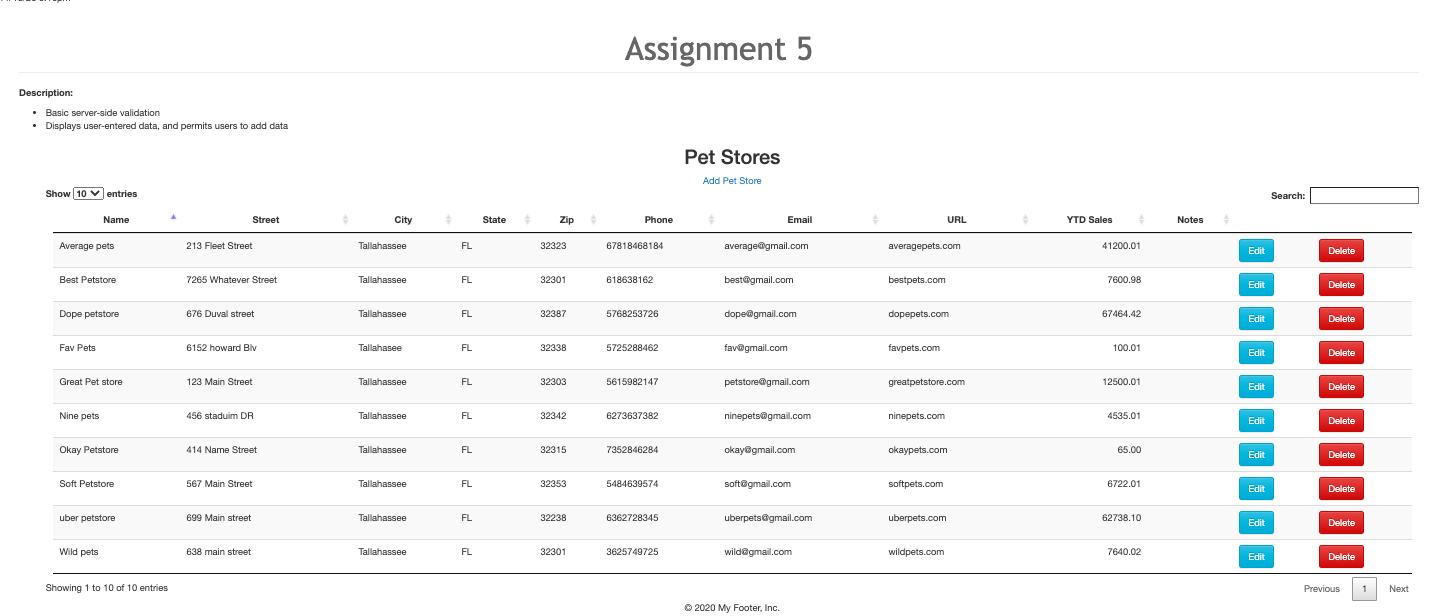 Assignment 5
Description:
Basic server-side validation
Displays user-entered data, and permits users to add data
Pet Stores
Add Pet Store
Show 10 entries Search:
Name Street City State Zip Phone Email URL YTD Sales Notes
Average pets 213 Fleet Street Tallahassee FL 32323 67818468184 average@gmail.com averagepets.com 41200.01 Edit Delete
Best Petstore 7265 Whatever Street Tallahassee FL 32301 618638162 best@gmail.com bestpets.com 7600.98 Edit Delete
Dope petstore 676 Duval street Tallahassee FL 32387 5768253726 dope@gmail.com dopepets.com 67464.42 Edit Delete
Fav Pets 6152 howard Blv Tallahasee FL 32338 5725288462 fav@gmail.com favpets.com 100.01 Edit Delete
Great Pet store 123 Main Street Tallahassee FL 32303 5615982147 petstore@gmail.com greatpetstore.com 12500.01 Edit Delete
Nine pets 456 staduim DR Tallahassee FL 32342 6273637382 ninepets@gmail.com ninepets.com 4535.01 Edit Delete
Okay Petstore 414 Name Street Tallahassee FL 32315 7352846284 okay@gmail.com okaypets.com 65.00 Edit Delete
Soft Petstore 567 Main Street Tallahassee FL 32353 5484639574 soft@gmail.com softpets.com 6722.01 Edit Delete
uber petstore 699 Main street Tallahassee FL 32238 6362728345 uberpets@gmail.com uberpets.com 62738.10 Edit Delete
Wild pets 638 main street Tallahassee FL 32301 3625749725 wild@gmail.com wildpets.com 7640.02 Edit Delete
Showing 1 to 10 of 10 entries Previous 1 Next
© 2020 My Footer, Inc.